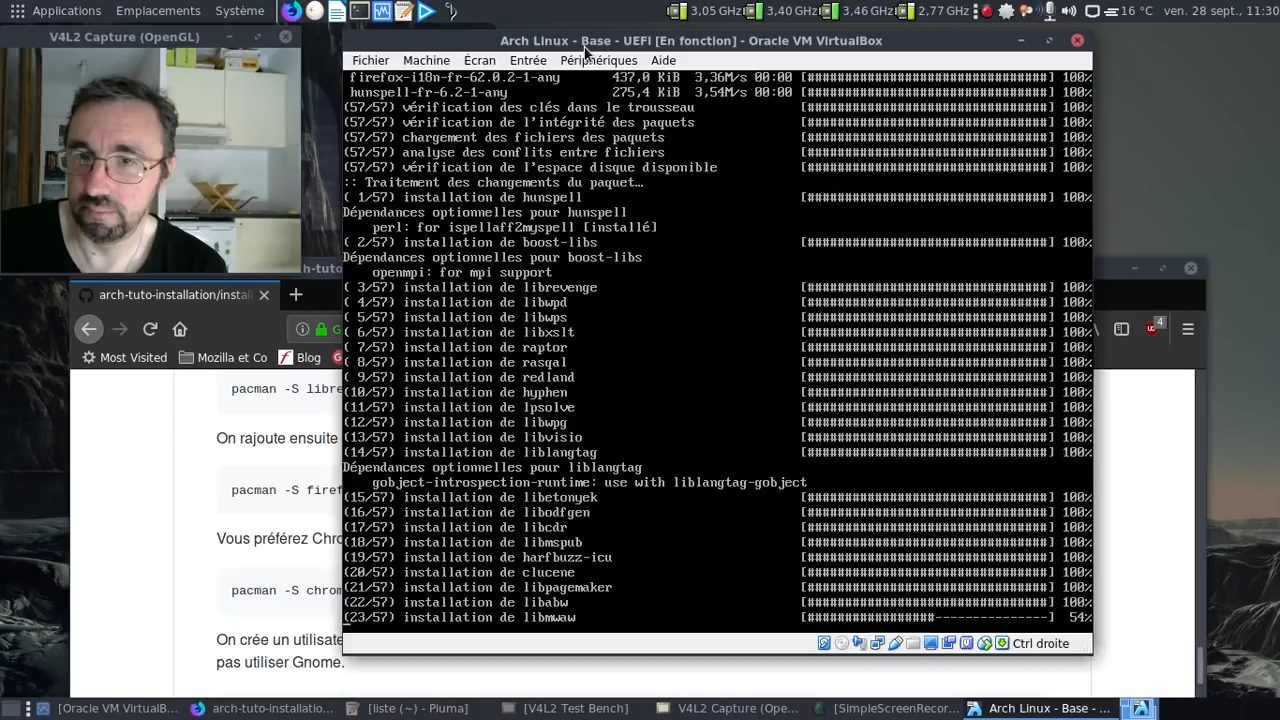 Applications Emplacements Système 3,05 GHz 3,40 GHz 3,46 GHz 2,77 GHz 16 °C ven. 28 sept., 11:30
V4L2 Capture (OpenGL)
Arch Linux - Base - UEFI [En fonction] - Oracle VM VirtualBox
Fichier Machine Écran Entrée Périphériques Aide
firefox-i18n-fr-62.0.2-1-any 437,0 KiB 3,36M/s 00:00 [######################] 100%
hunspell-fr-6.2-1-any 275,4 KiB 3,54M/s 00:00 [######################] 100%
(57/57) vérification des clés dans le trousseau [######################] 100%
(57/57) vérification de l'intégrité des paquets [######################] 100%
(57/57) chargement des fichiers des paquets [######################] 100%
(57/57) analyse des conflits entre fichiers [######################] 100%
(57/57) vérification de l'espace disque disponible [######################] 100%
:: Traitement des changements du paquet…
( 1/57) installation de hunspell [######################] 100%
Dépendances optionnelles pour hunspell
perl: for ispellaff2myspell [installé]
( 2/57) installation de boost-libs [######################] 100%
Dépendances optionnelles pour boost-libs
openmpi: for mpi support
( 3/57) installation de librevenge [######################] 100%
( 4/57) installation de libwpd [######################] 100%
( 5/57) installation de libwps [######################] 100%
( 6/57) installation de libxslt [######################] 100%
( 7/57) installation de raptor [######################] 100%
( 8/57) installation de rasqal [######################] 100%
( 9/57) installation de redland [######################] 100%
(10/57) installation de hyphen [######################] 100%
(11/57) installation de lpsolve [######################] 100%
(12/57) installation de libwpg [######################] 100%
(13/57) installation de libvisio [######################] 100%
(14/57) installation de liblangtag [######################] 100%
Dépendances optionnelles pour liblangtag
gobject-introspection-runtime: use with liblangtag-gobject
(15/57) installation de libetonyek [######################] 100%
(16/57) installation de libodfgen [######################] 100%
(17/57) installation de libcdr [######################] 100%
(18/57) installation de libmspub [######################] 100%
(19/57) installation de harfbuzz-icu [######################] 100%
(20/57) installation de clucene [######################] 100%
(21/57) installation de libpagemaker [######################] 100%
(22/57) installation de libabw [######################] 100%
(23/57) installation de libmwaw [############----------] 54%
Ctrl droite
arch-tuto-installation/instal
4
Most Visited Mozilla et Co Blog
pacman -S libre
On rajoute ensuite
pacman -S firef
Vous préférez Chro
pacman -S chrom
On crée un utilisate
pas utiliser Gnome.
[Oracle VM VirtualB… arch-tuto-installatio… [liste (~) - Pluma] [V4L2 Test Bench] V4L2 Capture (Ope… [SimpleScreenRecor… Arch Linux - Base - …